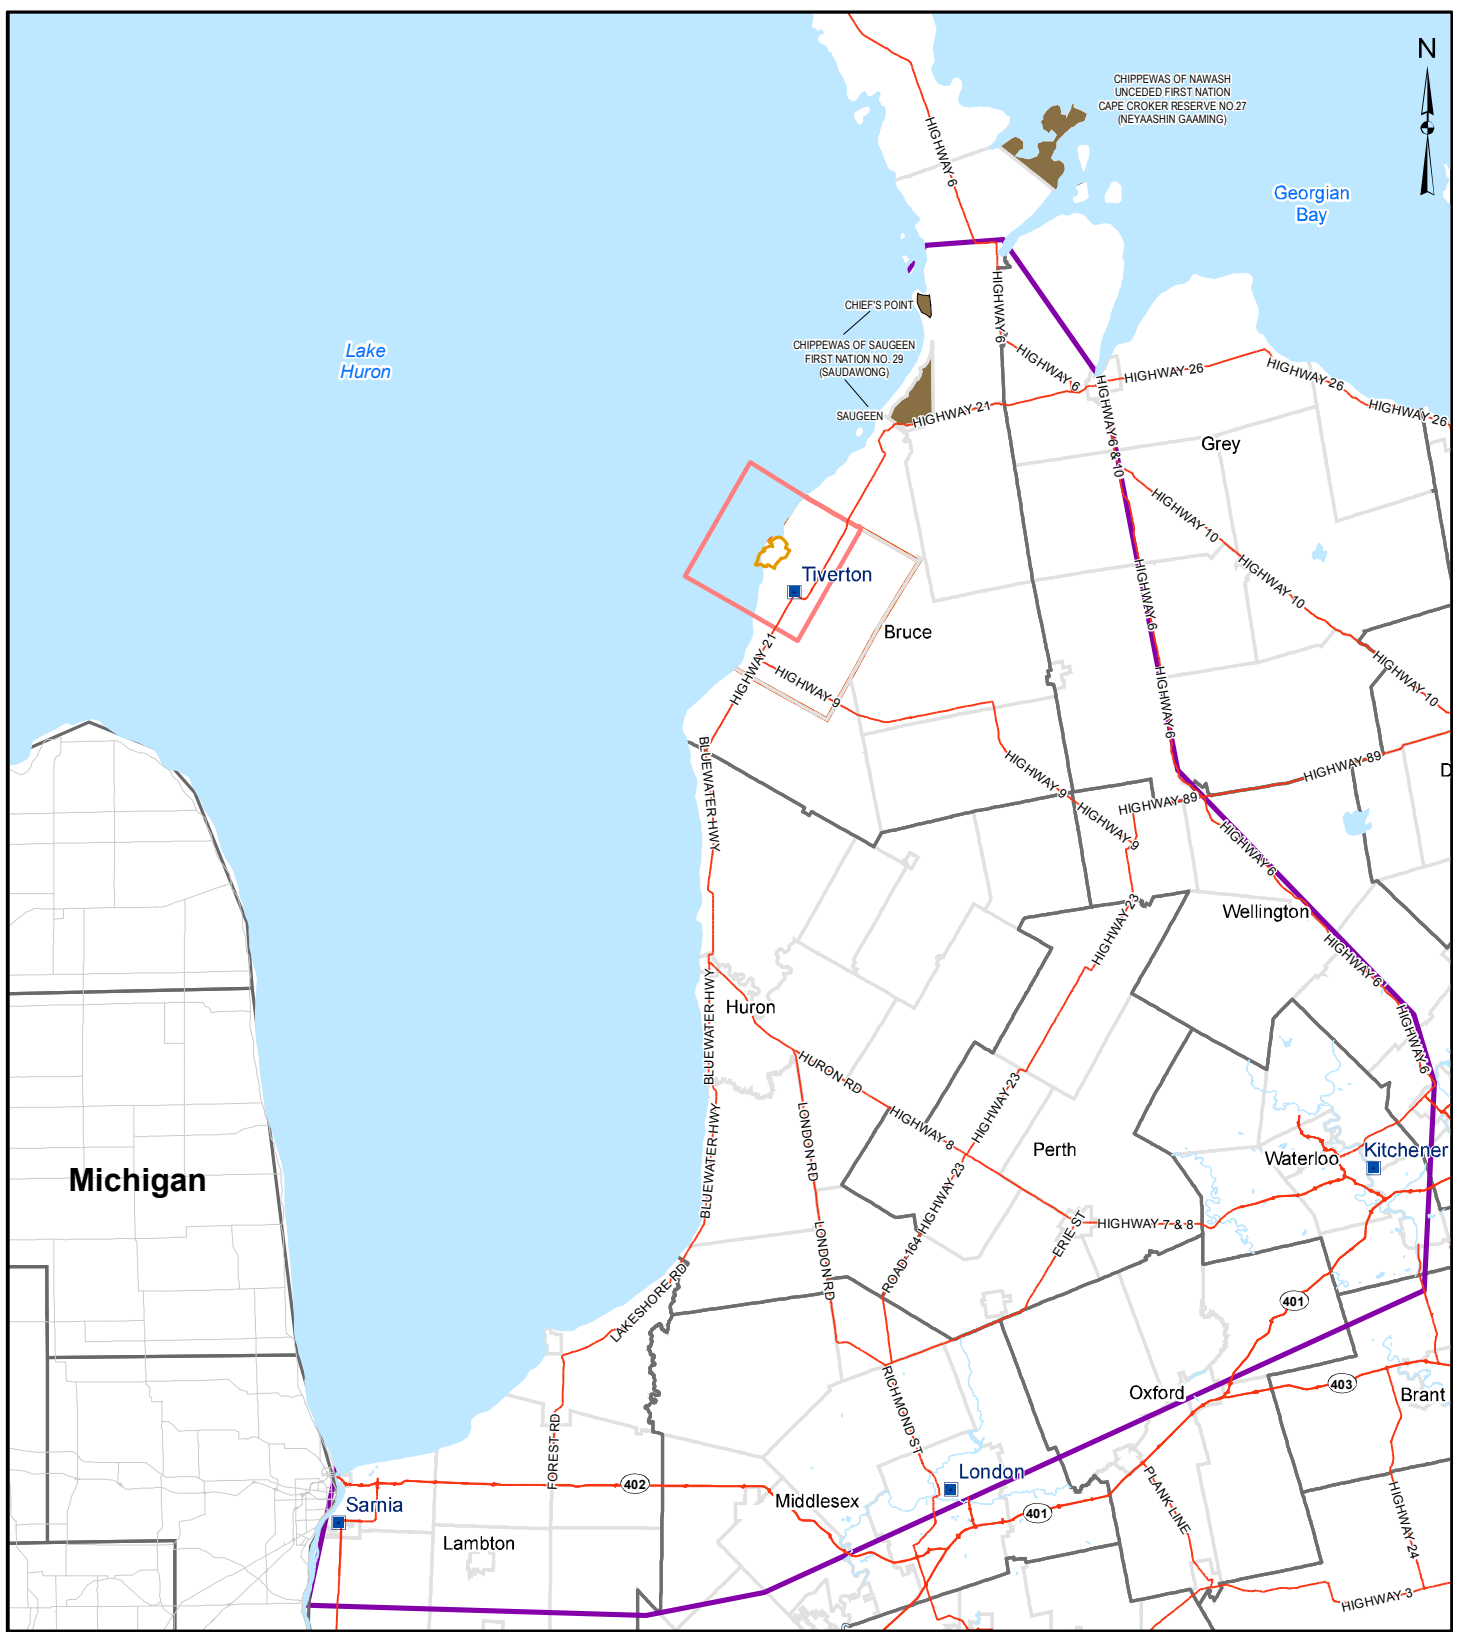 N
CHIPPEWAS OF NAWASH
UNCEDED FIRST NATION
CAPE CROKER RESERVE NO.27
(NEYAASHIN GAAMING)
HIGHWAY 6
Georgian
Bay
HIGHWAY 6
CHIEF'S POINT
CHIPPEWAS OF SAUGEEN
FIRST NATION NO. 29
(SAUDAWONG)
SAUGEEN
Lake
Huron
HIGHWAY 6
HIGHWAY 26
HIGHWAY 26
HIGHWAY 26
HIGHWAY 21
HIGHWAY 6 & 10
Grey
HIGHWAY 10
HIGHWAY 10
HIGHWAY 10
Tiverton
Bruce
HIGHWAY 6
HIGHWAY 6
HIGHWAY 21
HIGHWAY 9
BLUEWATER HWY
HIGHWAY 9
HIGHWAY 9
HIGHWAY 89
HIGHWAY 89
D
HIGHWAY 6
Wellington
HIGHWAY 23
HIGHWAY 6
HIGHWAY 6
BLUEWATER HWY
Huron
HURON RD
HIGHWAY 8
HIGHWAY 23
BLUEWATER HWY
LONDON RD
Perth
Waterloo
Kitchener
Michigan
HIGHWAY 23
ROAD 164
LONDON RD
ERIE ST
HIGHWAY 7 & 8
LAKESHORE RD
401
Oxford
403
Brant
RICHMOND ST
FOREST RD
402
London
Sarnia
Middlesex
401
PLANK LINE
HIGHWAY 24
Lambton
HIGHWAY 3